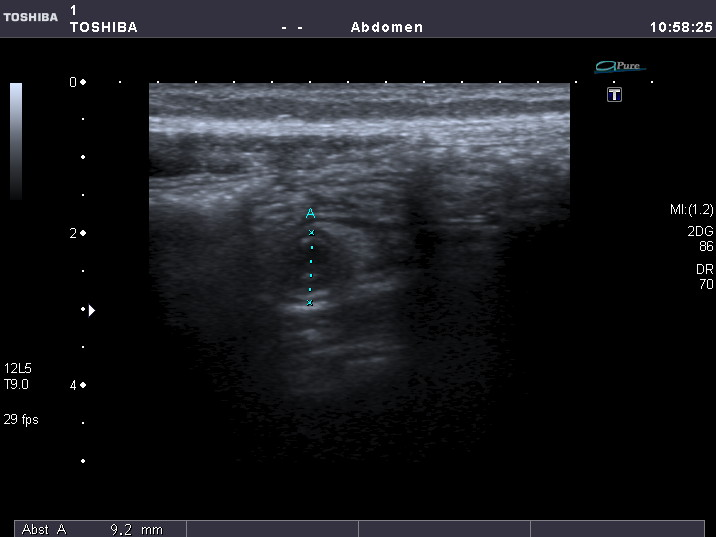 TOSHIBA
1
TOSHIBA - - Abdomen 10:58:25
0
aPure
T
A
MI:(1.2)
2
2DG
86
DR
70
12L5
T9.0
4
29 fps
Abst A 9.2 mm